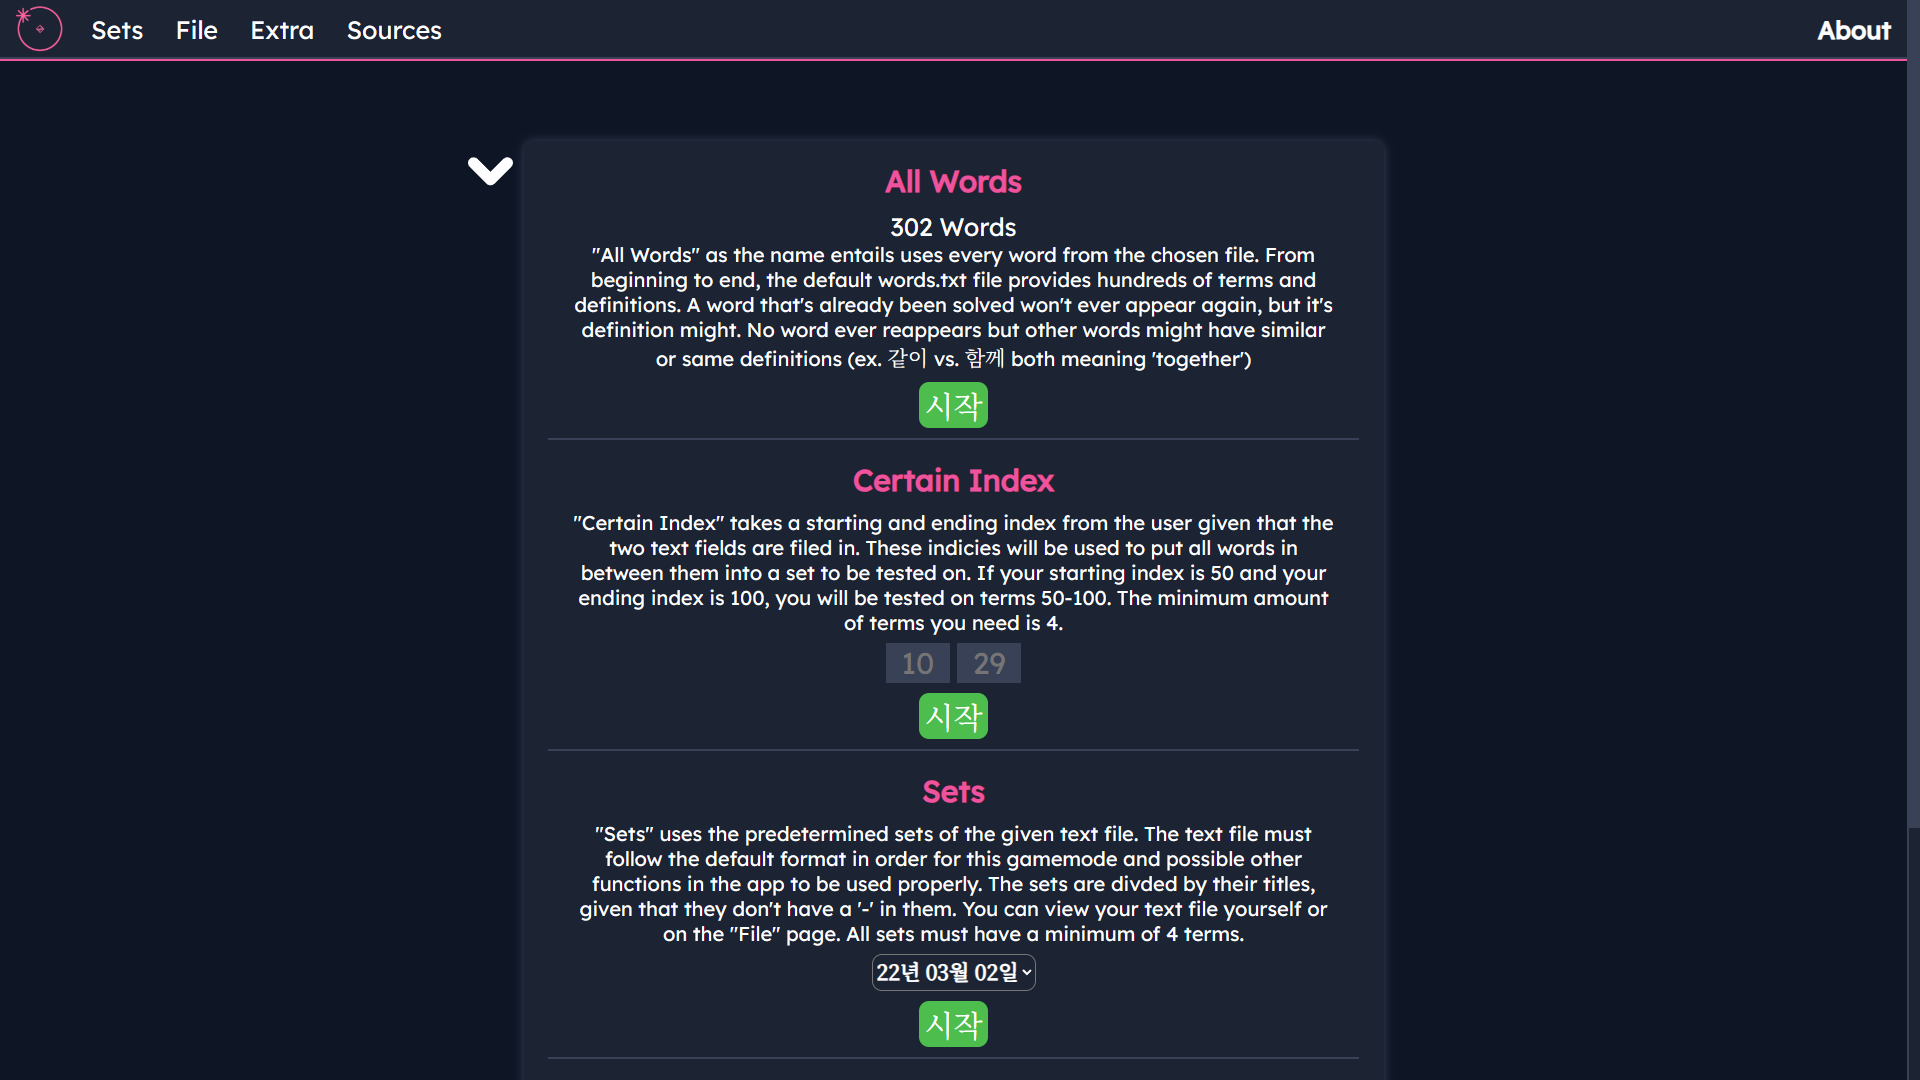 Sets File Extra Sources About
All Words
302 Words
"All Words" as the name entails uses every word from the chosen file. From
beginning to end, the default words.txt file provides hundreds of terms and
definitions. A word that's already been solved won't ever appear again, but it's
definition might. No word ever reappears but other words might have similar
or same definitions (ex. 같이 vs. 함께 both meaning 'together')
시작
Certain Index
"Certain Index" takes a starting and ending index from the user given that the
two text fields are filed in. These indicies will be used to put all words in
between them into a set to be tested on. If your starting index is 50 and your
ending index is 100, you will be tested on terms 50-100. The minimum amount
of terms you need is 4.
10 29
시작
Sets
"Sets" uses the predetermined sets of the given text file. The text file must
follow the default format in order for this gamemode and possible other
functions in the app to be used properly. The sets are divded by their titles,
given that they don't have a '-' in them. You can view your text file yourself or
on the "File" page. All sets must have a minimum of 4 terms.
22년 03월 02일
시작